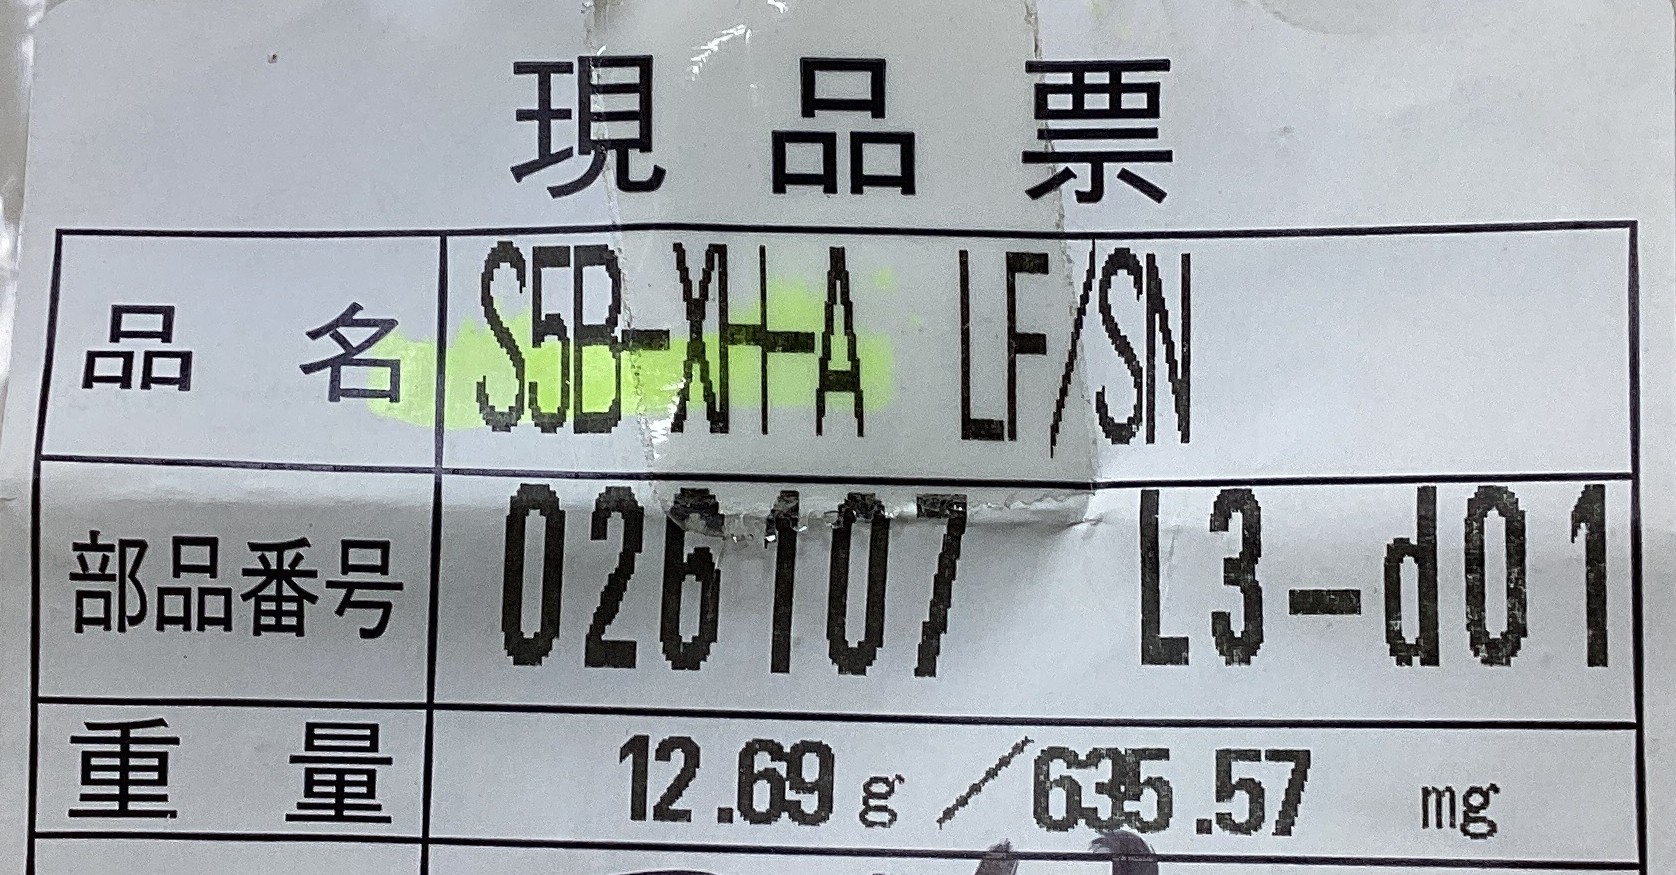 現品票
品名 S5B-XH-A LF/SN
部品番号 026107 L3-d01
重量 12.69 g /635.57 mg